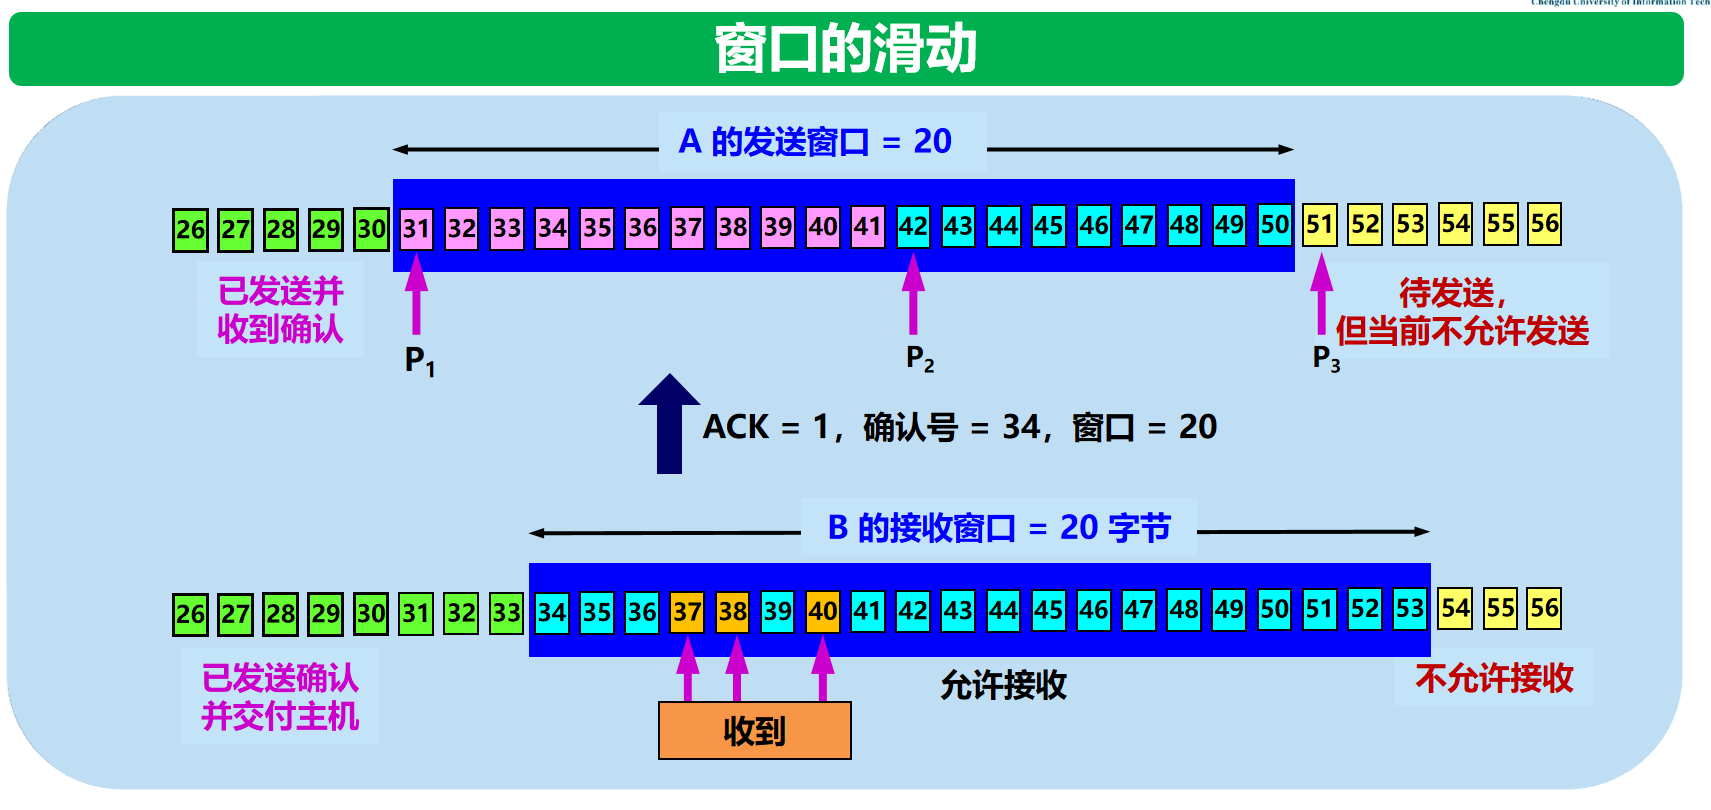 Chengdu University of Information Tech
窗口的滑动
A 的发送窗口 = 20
26 27 28 29 30 31 32 33 34 35 36 37 38 39 40 41 42 43 44 45 46 47 48 49 50 51 52 53 54 55 56
已发送并
收到确认
待发送，
但当前不允许发送
P1 P2 P3
ACK = 1，确认号 = 34，窗口 = 20
B 的接收窗口 = 20 字节
26 27 28 29 30 31 32 33 34 35 36 37 38 39 40 41 42 43 44 45 46 47 48 49 50 51 52 53 54 55 56
已发送确认
并交付主机
允许接收
不允许接收
收到